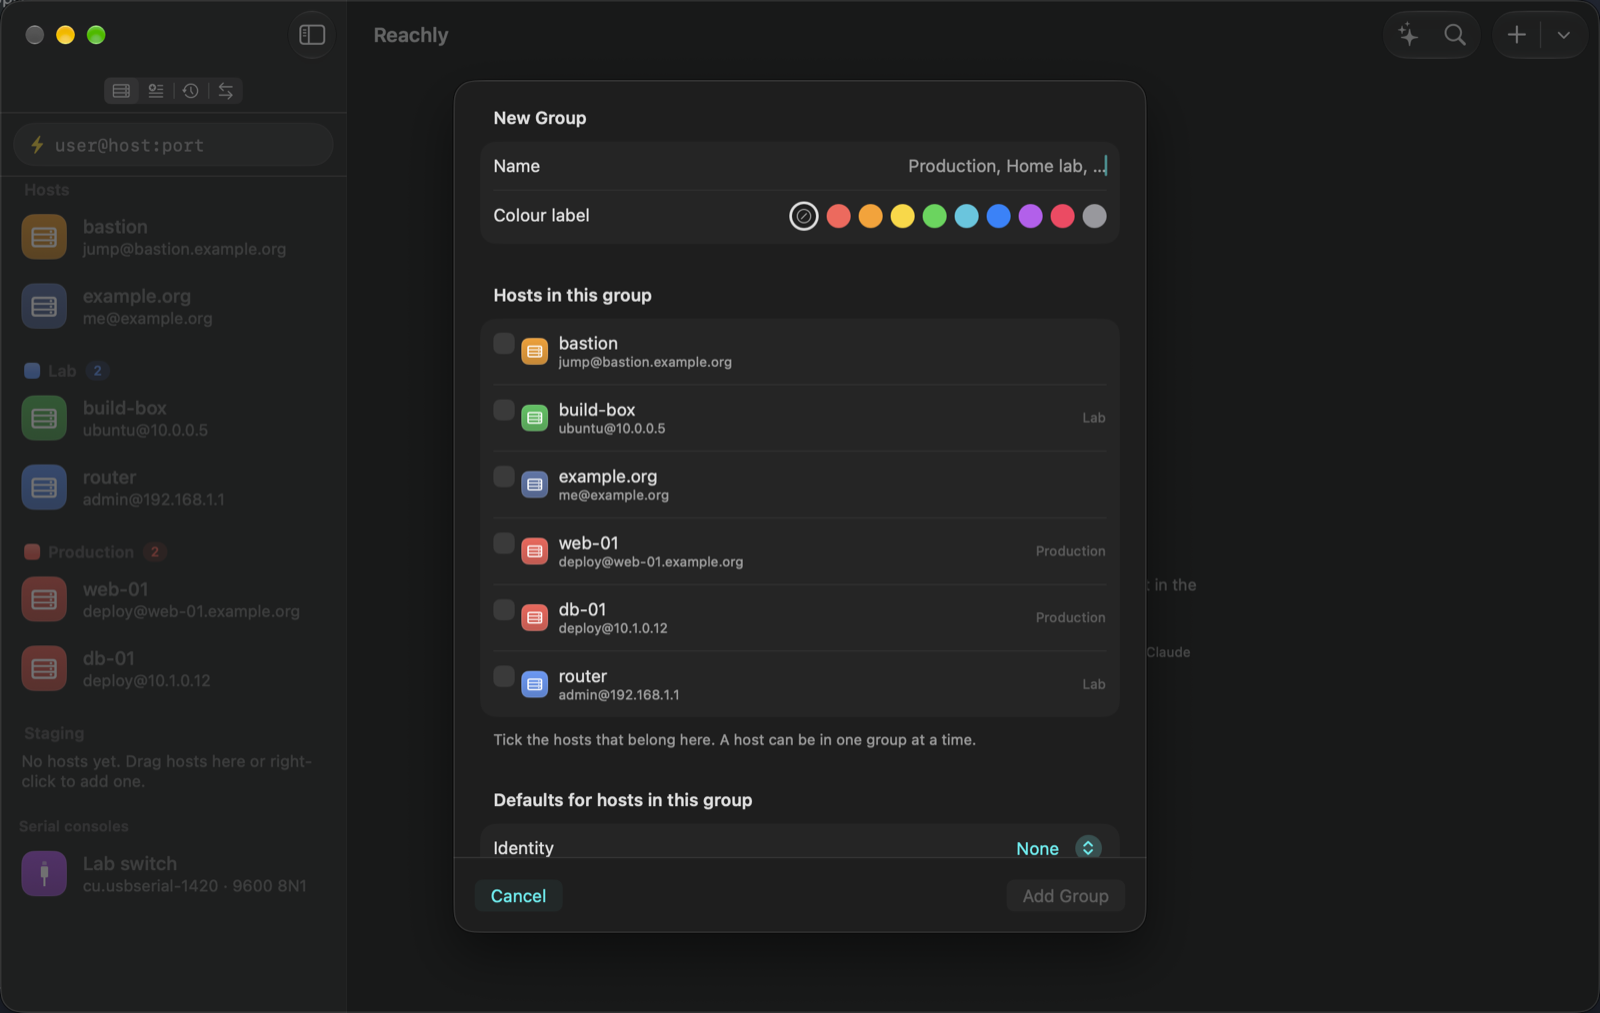 Reachly
user@host:port
Hosts
bastion
jump@bastion.example.org
example.org
me@example.org
Lab 2
build-box
ubuntu@10.0.0.5
router
admin@192.168.1.1
Production 2
web-01
deploy@web-01.example.org
db-01
deploy@10.1.0.12
Staging
No hosts yet. Drag hosts here or right-
click to add one.
Serial consoles
Lab switch
cu.usbserial-1420 · 9600 8N1
New Group
Name Production, Home lab, ...
Colour label
Hosts in this group
bastion
jump@bastion.example.org
build-box
ubuntu@10.0.0.5
Lab
example.org
me@example.org
web-01
deploy@web-01.example.org
Production
db-01
deploy@10.1.0.12
Production
router
admin@192.168.1.1
Lab
Tick the hosts that belong here. A host can be in one group at a time.
Defaults for hosts in this group
Identity None
Cancel
Add Group
in the
Claude